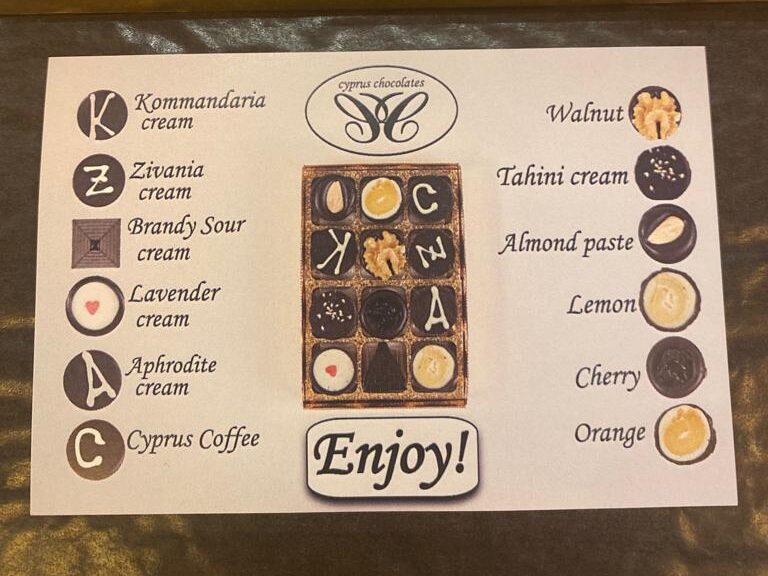 cyprus chocolates
K Kommandaria
cream
Z Zivania
cream
Brandy Sour
cream
Lavender
cream
A Aphrodite
cream
C Cyprus Coffee
C
K Z
A
Enjoy!
Walnut
Tahini cream
Almond paste
Lemon
Cherry
Orange